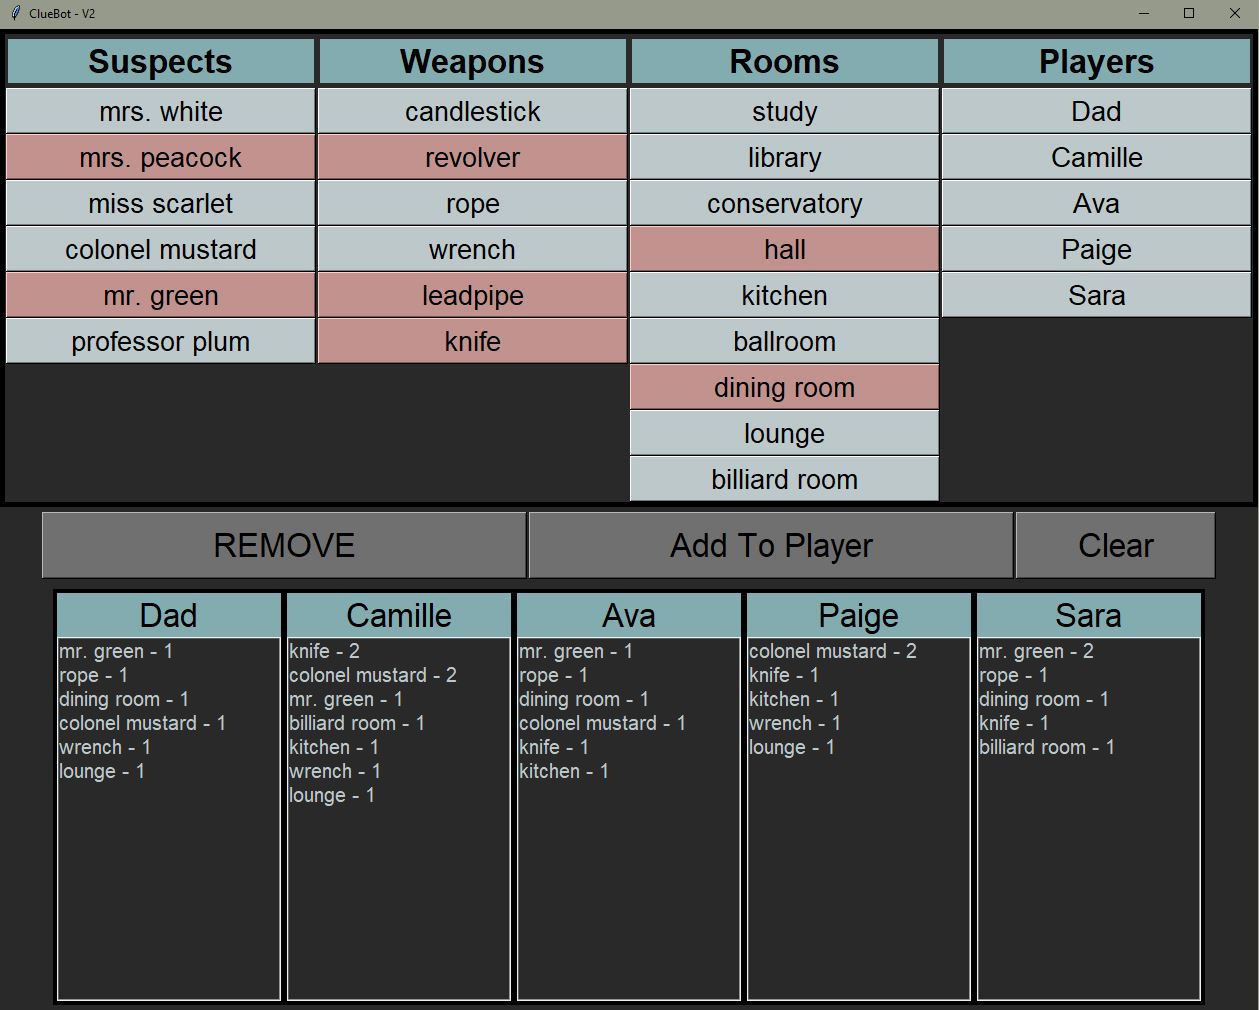 ClueBot - V2
Suspects Weapons Rooms Players
mrs. white candlestick study Dad
mrs. peacock revolver library Camille
miss scarlet rope conservatory Ava
colonel mustard wrench hall Paige
mr. green leadpipe kitchen Sara
professor plum knife ballroom
dining room
lounge
billiard room
REMOVE Add To Player Clear
Dad
mr. green - 1
rope - 1
dining room - 1
colonel mustard - 1
wrench - 1
lounge - 1
Camille
knife - 2
colonel mustard - 2
mr. green - 1
billiard room - 1
kitchen - 1
wrench - 1
lounge - 1
Ava
mr. green - 1
rope - 1
dining room - 1
colonel mustard - 1
knife - 1
kitchen - 1
Paige
colonel mustard - 2
knife - 1
kitchen - 1
wrench - 1
lounge - 1
Sara
mr. green - 2
rope - 1
dining room - 1
knife - 1
billiard room - 1